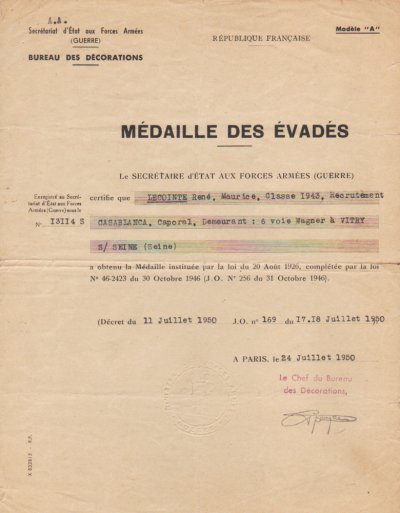 A.A.
Secrétariat d'État aux Forces Armées
(GUERRE)
BUREAU DES DÉCORATIONS
RÉPUBLIQUE FRANÇAISE
Modèle "A"
MÉDAILLE DES ÉVADÉS
LE SECRÉTAIRE D'ÉTAT AUX FORCES ARMÉES (GUERRE)
Enregistré au Secré-
tariat d'État aux Forces
Armées (Guerre) sous le
N° 13114 S
certifie que LECOINTE René, Maurice, Classe 1943, Recrutement
CASABLANCA, Caporal, Demeurant : 6 voie Wagner à VITRY
S/ SEINE (Seine)
a obtenu la Médaille instituée par la loi du 20 Août 1926, complétée par la loi
N° 46-2423 du 30 Octobre 1946 (J. O. N° 256 du 31 Octobre 1946).
(Décret du 11 Juillet 1950 J.O. n° 169 du 17.18 Juillet 1950
A PARIS, le 24 Juillet 1950
Le Chef du Bureau
des Décorations,